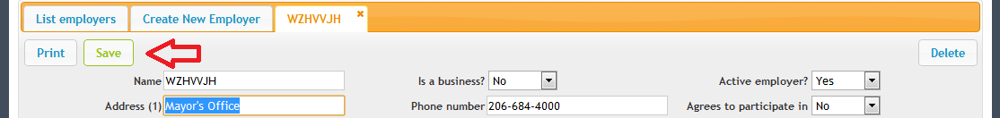 List employers Create New Employer WZHVVJH
Print Save Delete
Name WZHVVJH Is a business? No Active employer? Yes
Address (1) Mayor's Office Phone number 206-684-4000 Agrees to participate in No